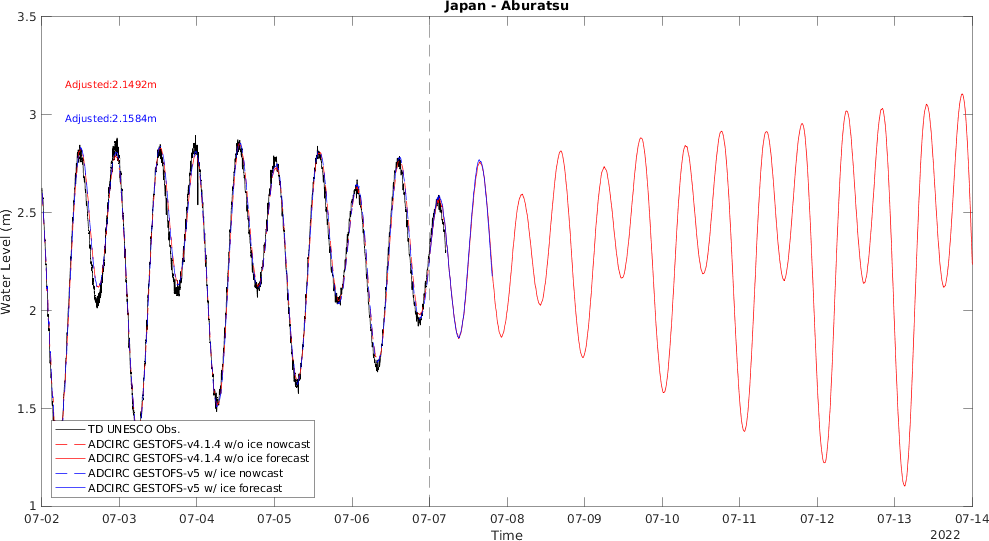 Japan - Aburatsu
3.5
3
2.5
2
1.5
1
Water Level (m)
Adjusted:2.1492m
Adjusted:2.1584m
TD UNESCO Obs.
ADCIRC GESTOFS-v4.1.4 w/o ice nowcast
ADCIRC GESTOFS-v4.1.4 w/o ice forecast
ADCIRC GESTOFS-v5 w/ ice nowcast
ADCIRC GESTOFS-v5 w/ ice forecast
07-02 07-03 07-04 07-05 07-06 07-07 07-08 07-09 07-10 07-11 07-12 07-13 07-14
Time
2022